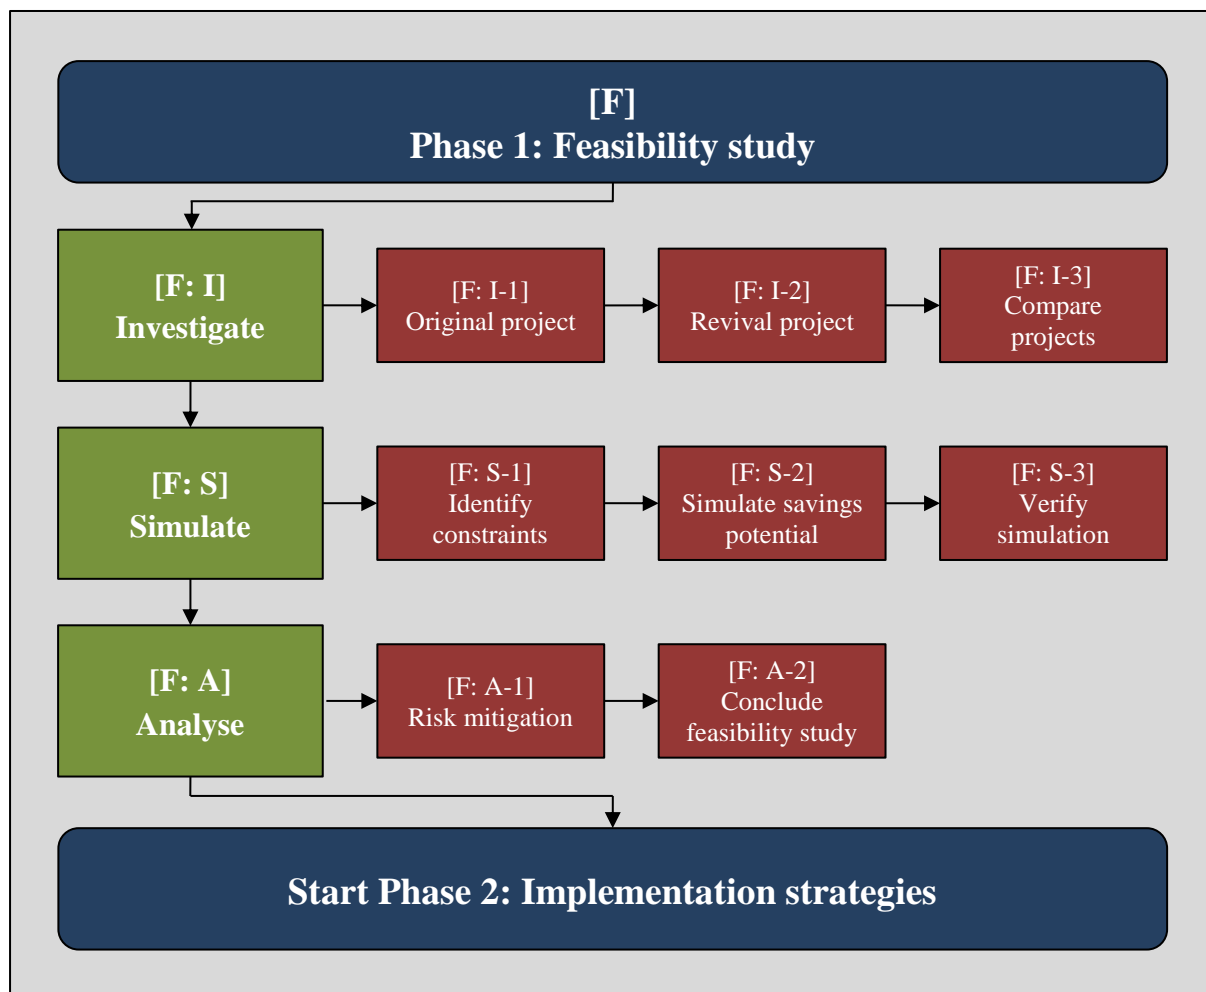 [F]
Phase 1: Feasibility study
[F: I]
Investigate
[F: I-1]
Original project
[F: I-2]
Revival project
[F: I-3]
Compare
projects
[F: S]
Simulate
[F: S-1]
Identify
constraints
[F: S-2]
Simulate savings
potential
[F: S-3]
Verify
simulation
[F: A]
Analyse
[F: A-1]
Risk mitigation
[F: A-2]
Conclude
feasibility study
Start Phase 2: Implementation strategies